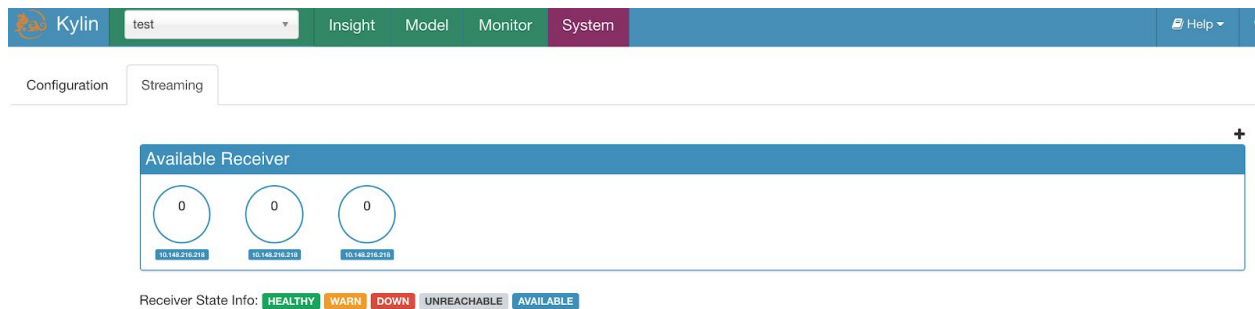 Kylin test Insight Model Monitor System Help
Configuration Streaming
Available Receiver
0 0 0
10.148.216.218 10.148.216.218 10.148.216.218
Receiver State Info: HEALTHY WARN DOWN UNREACHABLE AVAILABLE